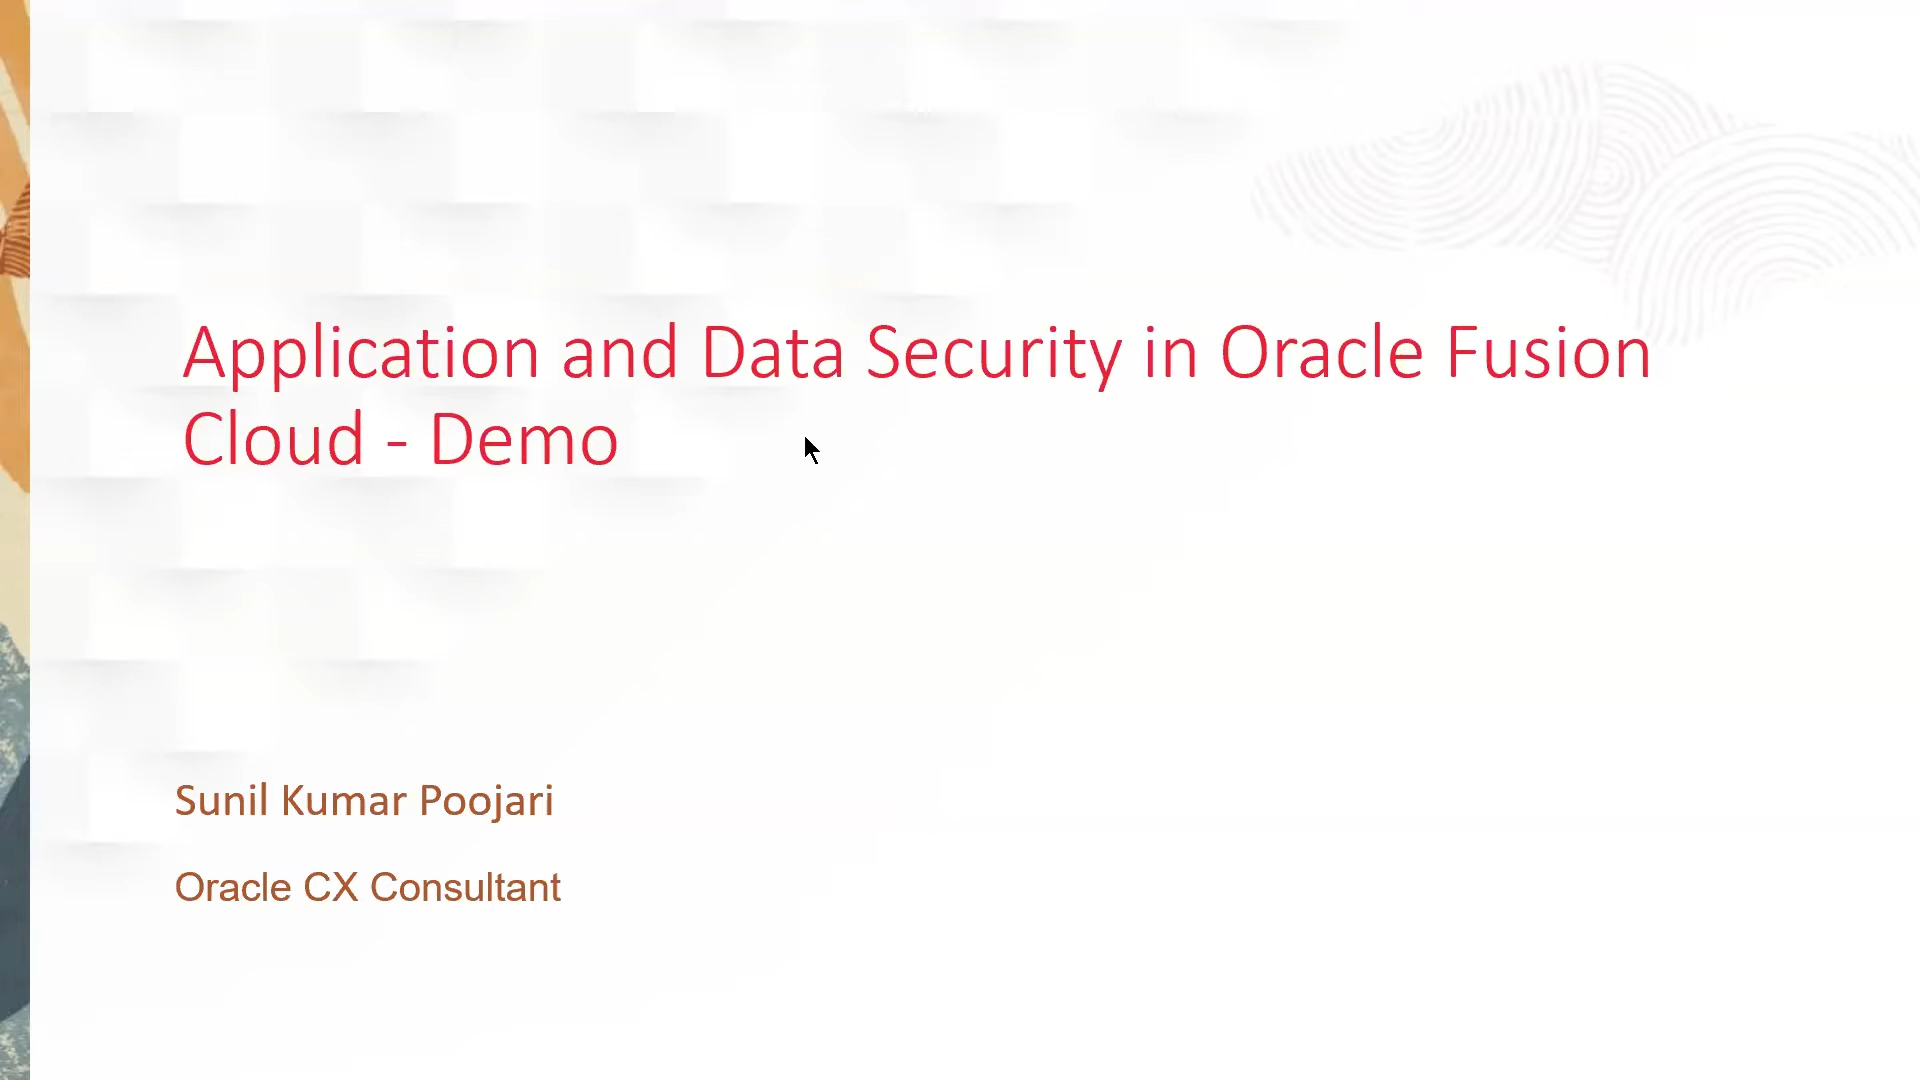 Application and Data Security in Oracle Fusion
Cloud - Demo
Sunil Kumar Poojari
Oracle CX Consultant